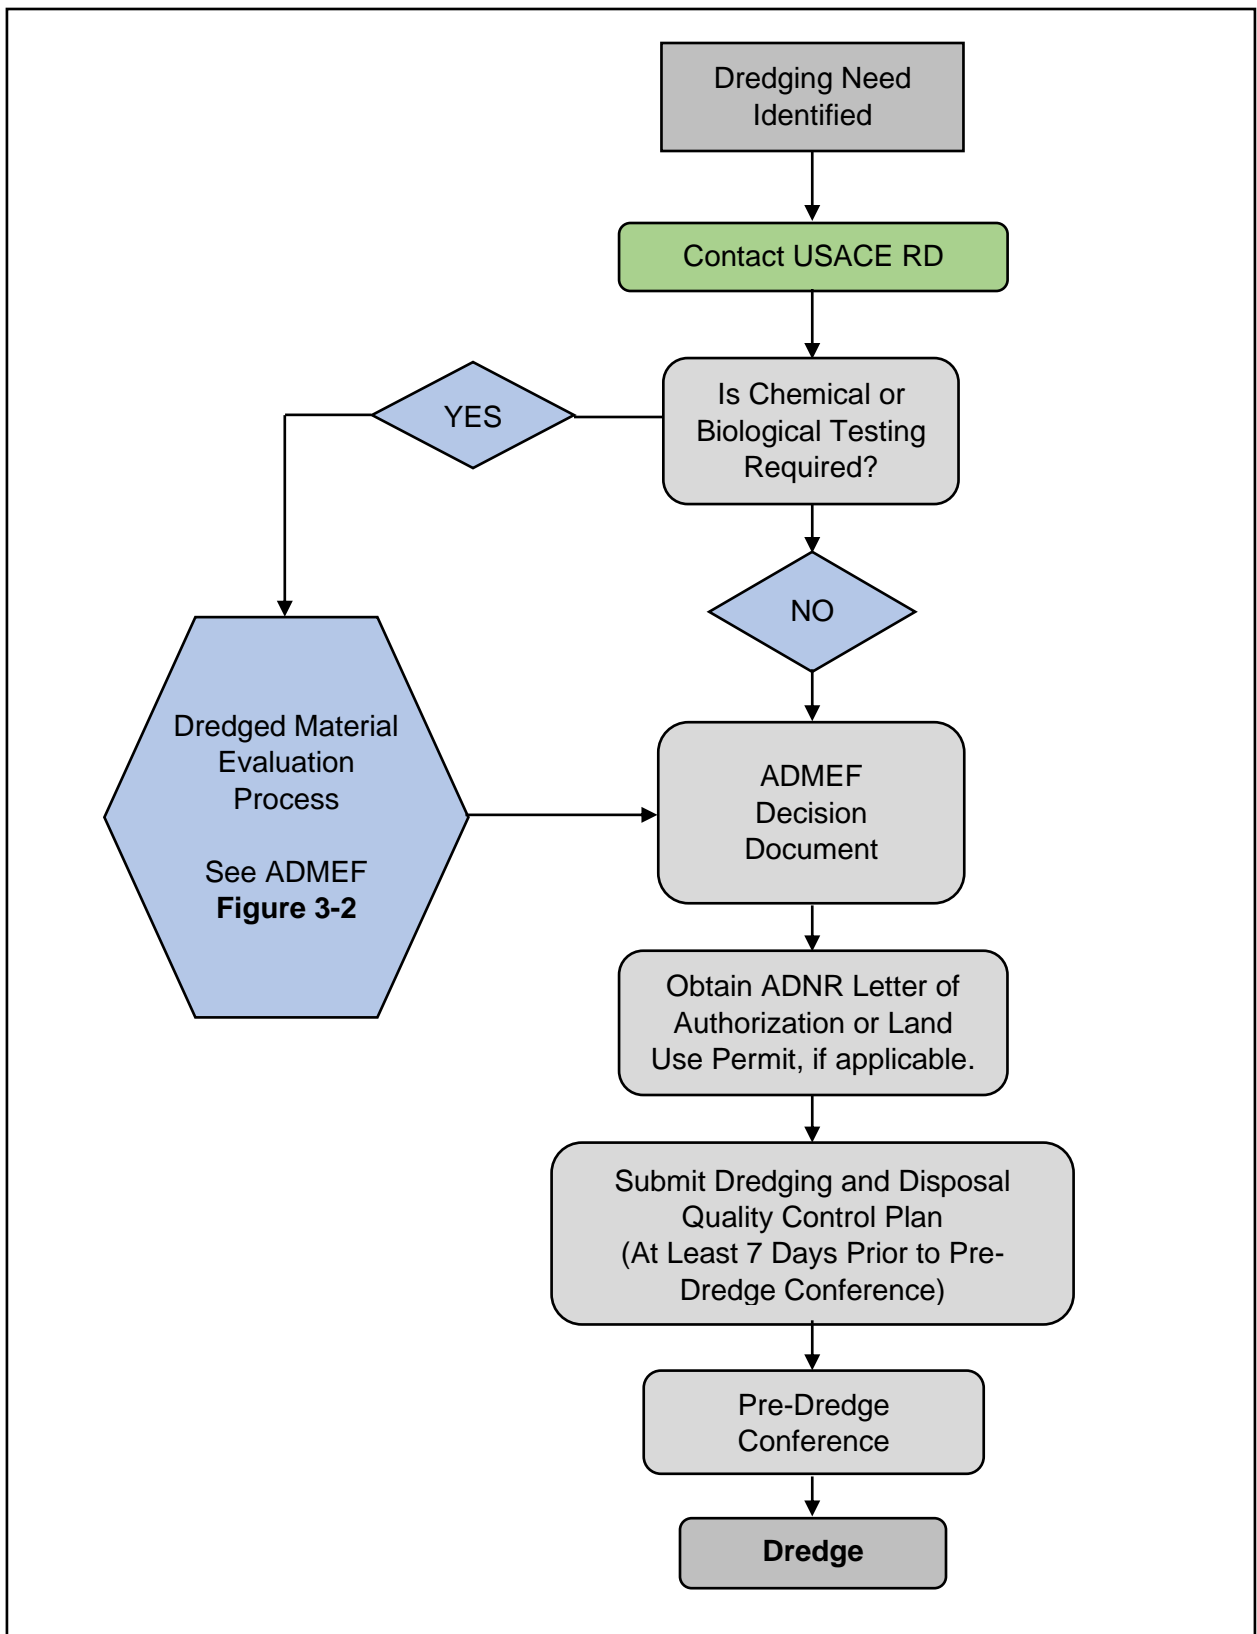 Dredging Need
Identified
Contact USACE RD
Is Chemical or
Biological Testing
Required?
YES
NO
Dredged Material
Evaluation
Process
See ADMEF
Figure 3-2
ADMEF
Decision
Document
Obtain ADNR Letter of
Authorization or Land
Use Permit, if applicable.
Submit Dredging and Disposal
Quality Control Plan
(At Least 7 Days Prior to Pre-
Dredge Conference)
Pre-Dredge
Conference
Dredge